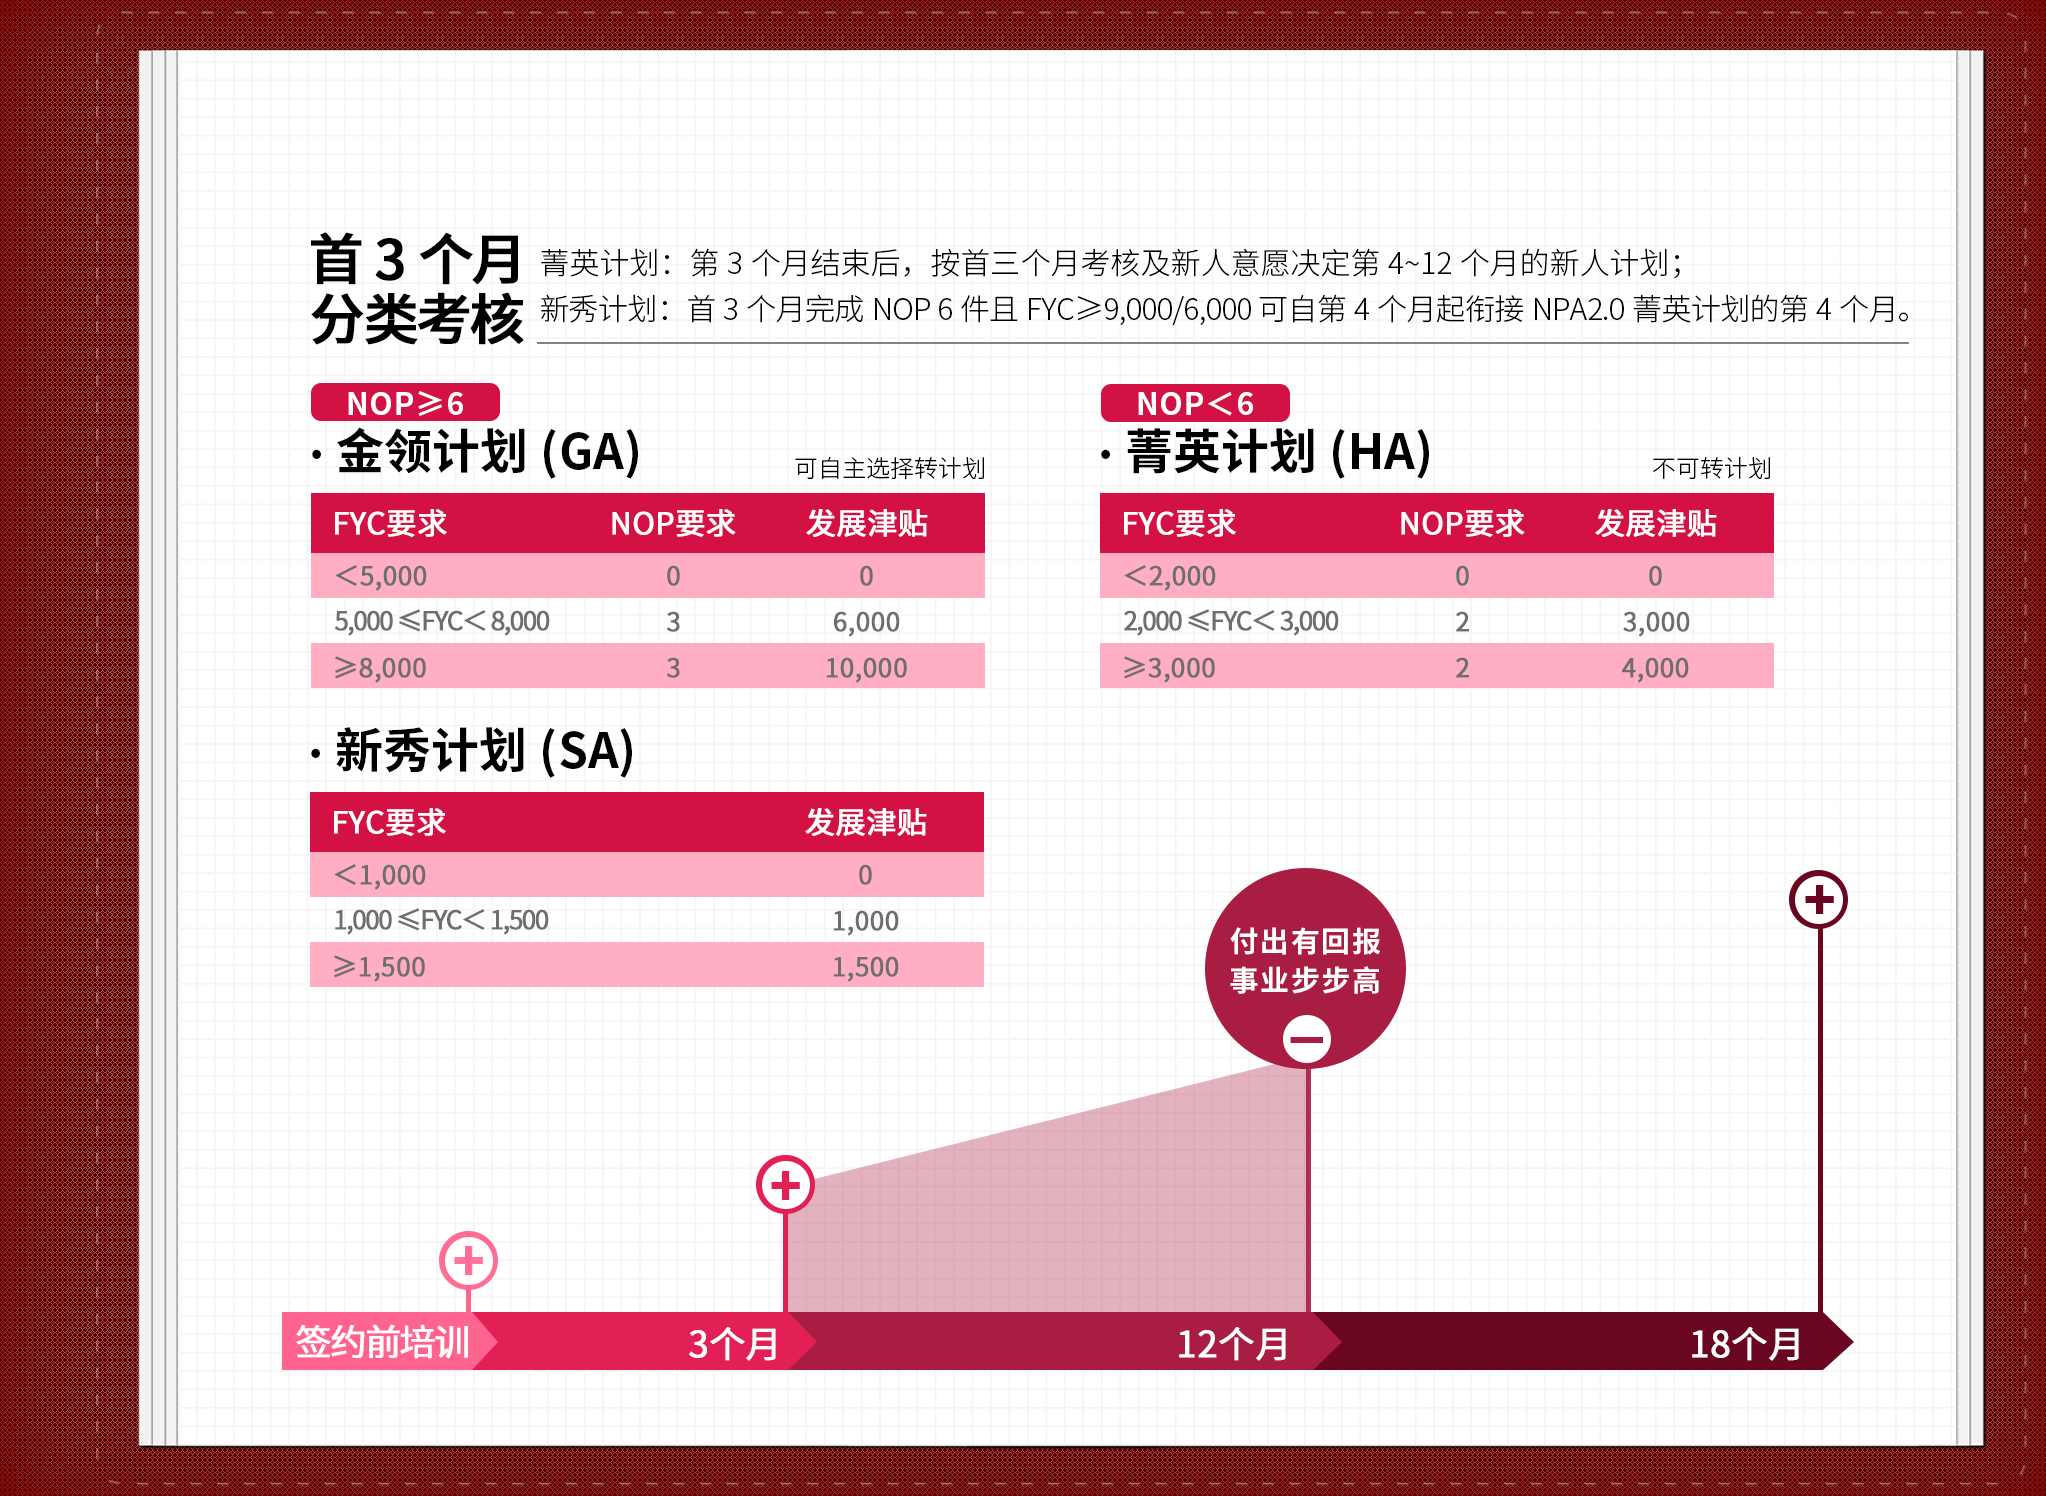 首 3 个月
分类考核
菁英计划：第 3 个月结束后，按首三个月考核及新人意愿决定第 4~12 个月的新人计划；
新秀计划：首 3 个月完成 NOP 6 件且 FYC≥9,000/6,000 可自第 4 个月起衔接 NPA2.0 菁英计划的第 4 个月。
NOP≥6
· 金领计划 (GA)
可自主选择转计划
FYC要求 NOP要求 发展津贴
＜5,000 0 0
5,000 ≤FYC＜8,000 3 6,000
≥8,000 3 10,000
NOP＜6
· 菁英计划 (HA)
不可转计划
FYC要求 NOP要求 发展津贴
＜2,000 0 0
2,000 ≤FYC＜3,000 2 3,000
≥3,000 2 4,000
· 新秀计划 (SA)
FYC要求 发展津贴
＜1,000 0
1,000 ≤FYC＜1,500 1,000
≥1,500 1,500
付出有回报
事业步步高
签约前培训 3个月 12个月 18个月